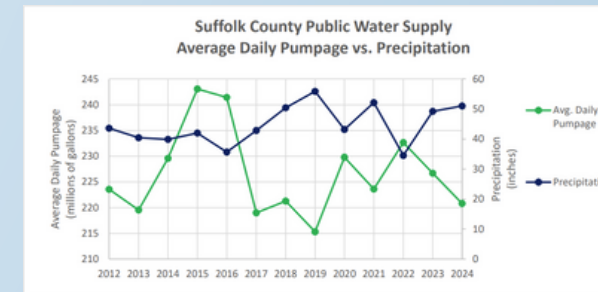 Suffolk County Public Water Supply
Average Daily Pumpage vs. Precipitation
Average Daily Pumpage
(millions of gallons)
245
240
235
230
225
220
215
210
60
50
40
30
20
10
0
Precipitation
(inches)
2012 2013 2014 2015 2016 2017 2018 2019 2020 2021 2022 2023 2024
Avg. Daily
Pumpage
Precipitati